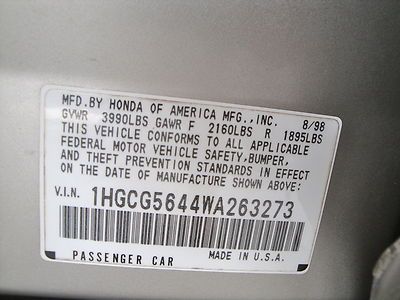 MFD.BY HONDA OF AMERICA MFG.,INC. 8/98
GVWR 3990LBS GAWR F 2160LBS R 1895LBS
THIS VEHICLE CONFORMS TO ALL APPLICABLE
FEDERAL MOTOR VEHICLE SAFETY,BUMPER,
AND THEFT PREVENTION STANDARDS IN EFFECT
ON THE DATE OF MANUFACTURE SHOWN ABOVE:
V.I.N. 1HGCG5644WA263273
PASSENGER CAR MADE IN U.S.A.